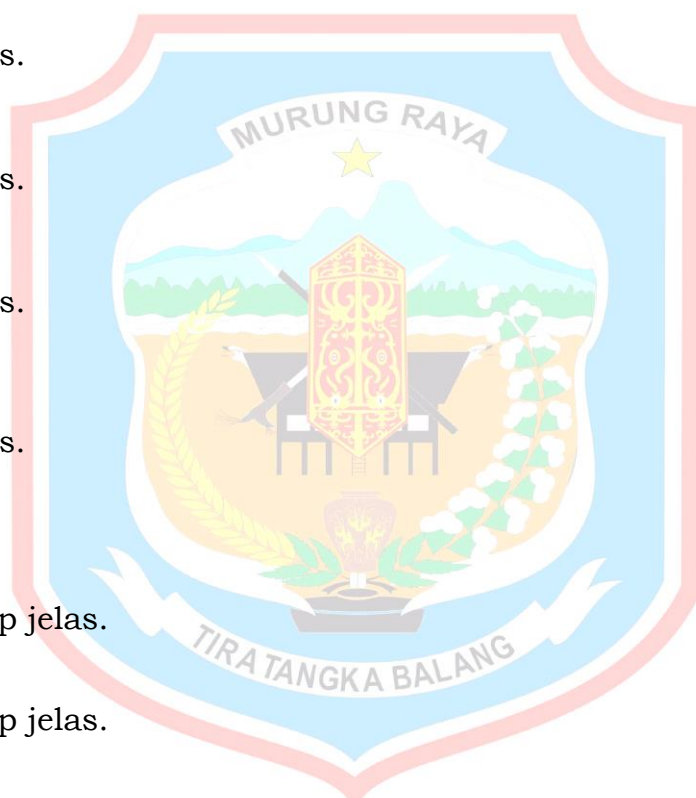 s.
MURUNG RAYA
s.
s.
s.
p jelas.
TIRA TANGKA BALANG
p jelas.